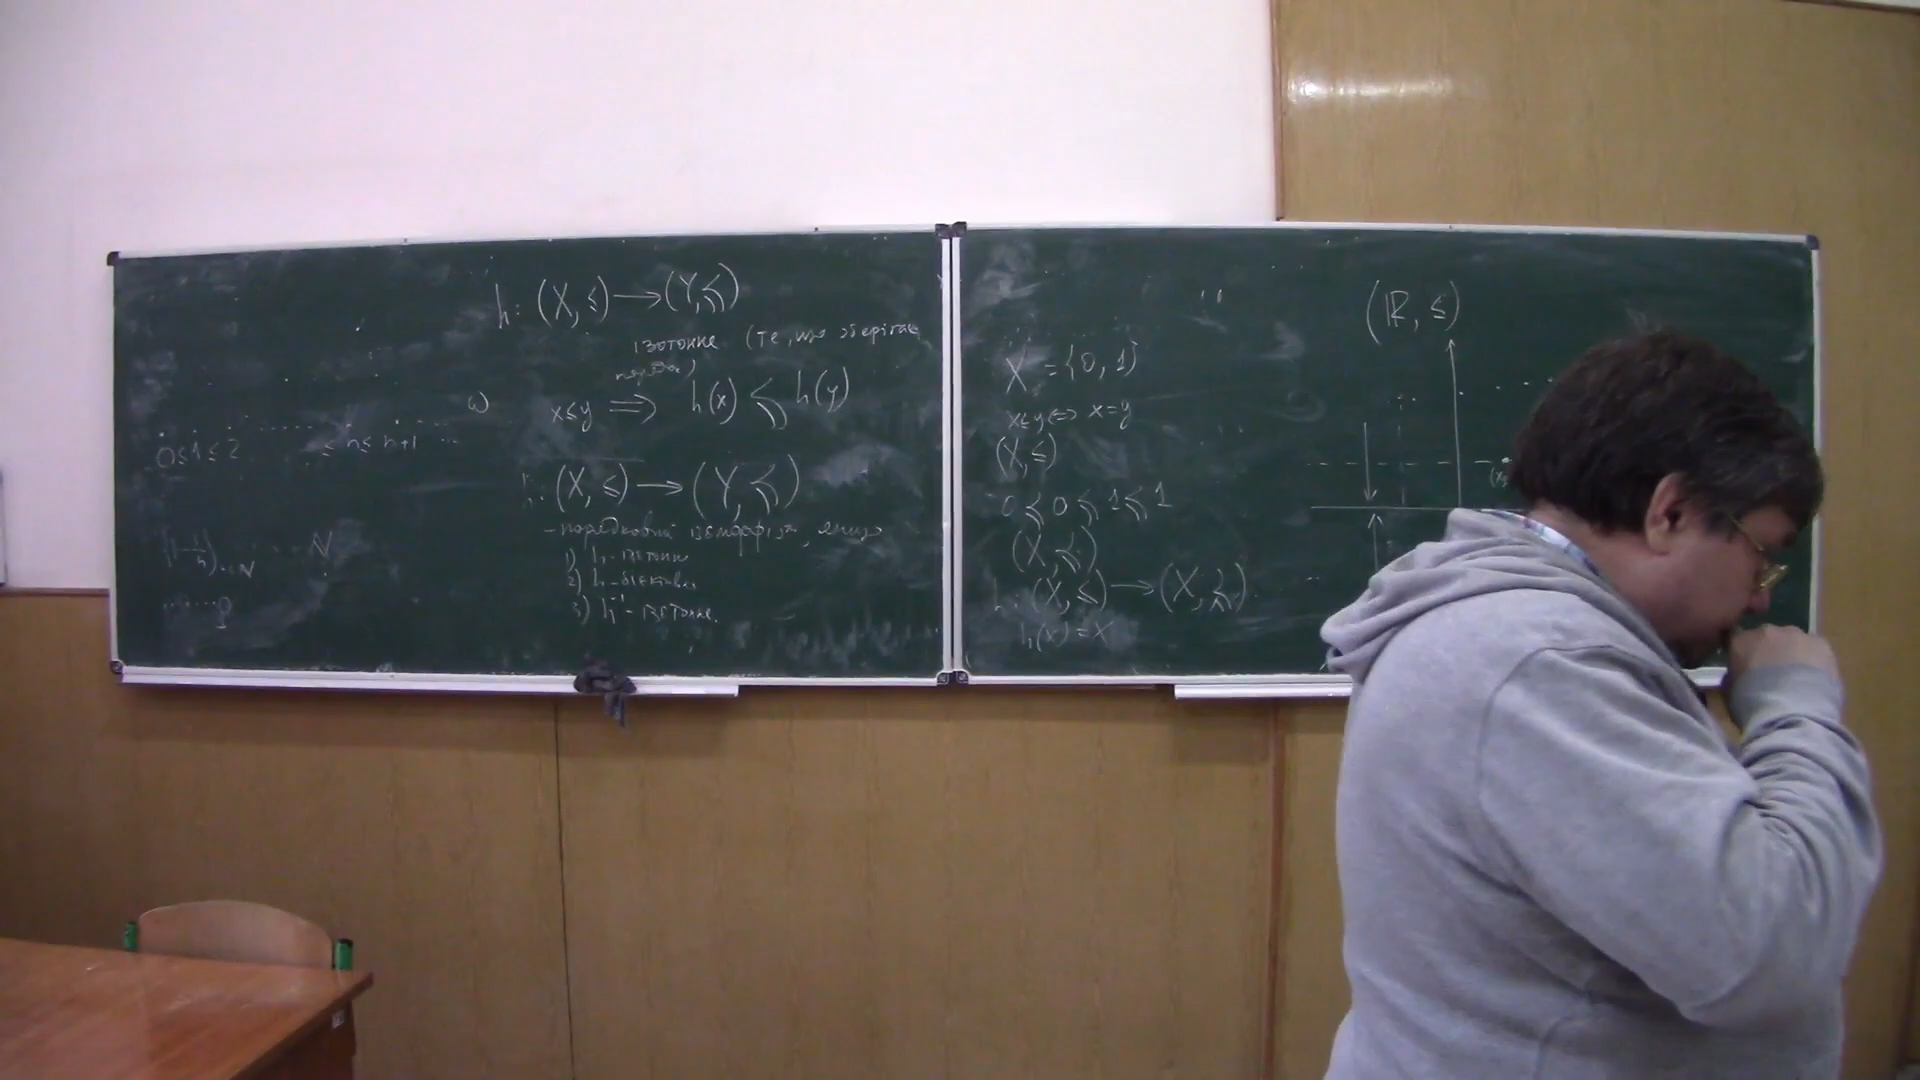 h: (X, ≤) → (Y, ≼)
ізотонне (те, що зберігає
порядок)
x ≤ y ⟹ h(x) ≼ h(y)
ω
0 ≤ 1 ≤ 2 ...... ≤ n ≤ n+1 ...
h: (X, ≤) → (Y, ≼)
- порядковий ізоморфізм, якщо
1) h - ізотонне
2) h - бієктивне
3) h⁻¹ - ізотонне.
X = {0, 1}
x ≤ y ⟺ x = y
(X, ≤)
0 ≼ 0 ≼ 1 ≼ 1
(X, ≼)
h: (X, ≤) → (X, ≼)
h(x) = x
(ℝ, ≤)